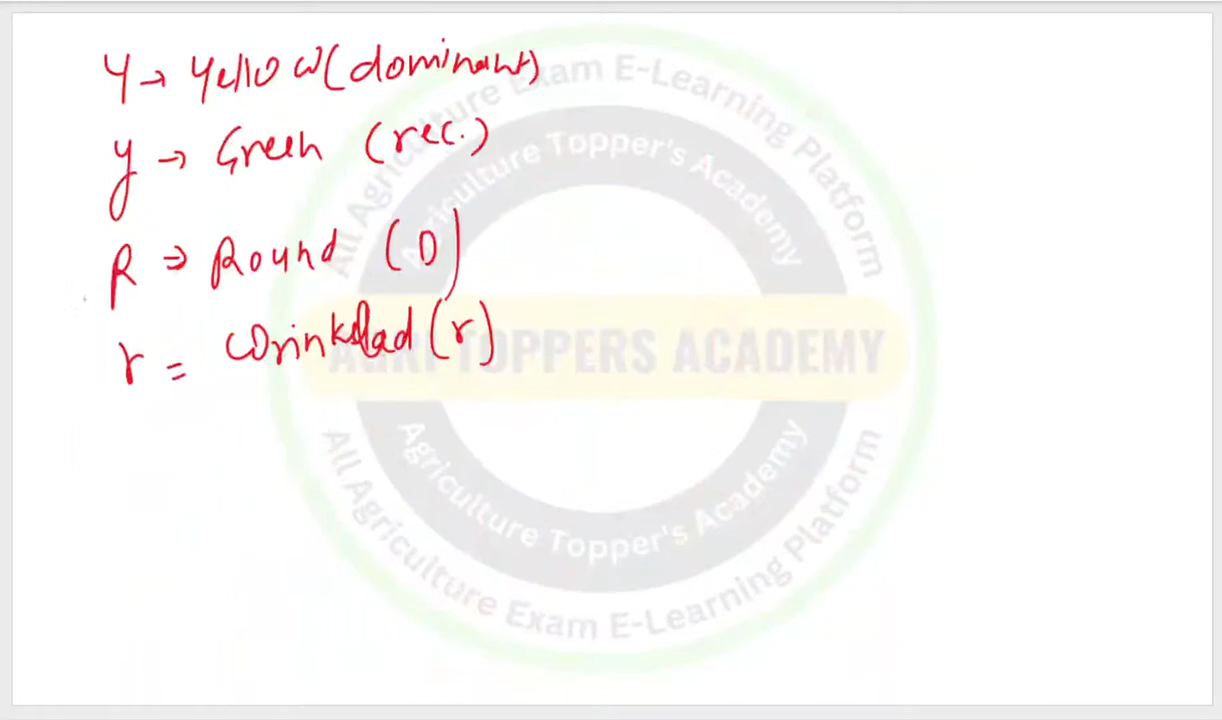 Y → Yellow (dominant)
y → Green (rec.)
R ⇒ Round (D)
r = (r)
All Agriculture Exam E-Learning Platform
Agriculture Topper's Academy
AGRI TOPPERS ACADEMY
Agriculture Topper's Academy
All Agriculture Exam E-Learning Platform